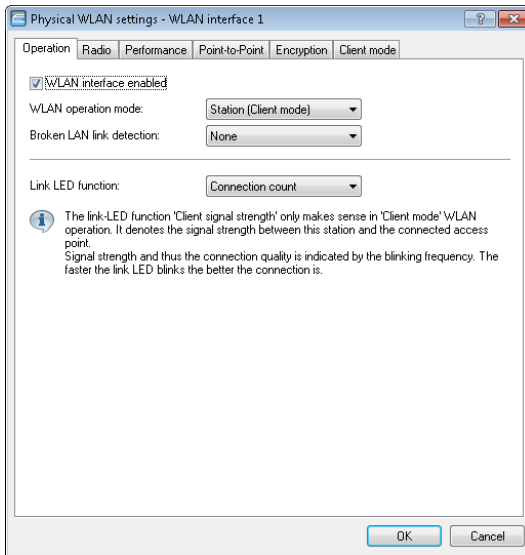 Physical WLAN settings - WLAN interface 1
Operation Radio Performance Point-to-Point Encryption Client mode
WLAN interface enabled
WLAN operation mode: Station (Client mode)
Broken LAN link detection: None
Link LED function: Connection count
The link-LED function 'Client signal strength' only makes sense in 'Client mode' WLAN
operation. It denotes the signal strength between this station and the connected access
point.
Signal strength and thus the connection quality is indicated by the blinking frequency. The
faster the link LED blinks the better the connection is.
OK Cancel